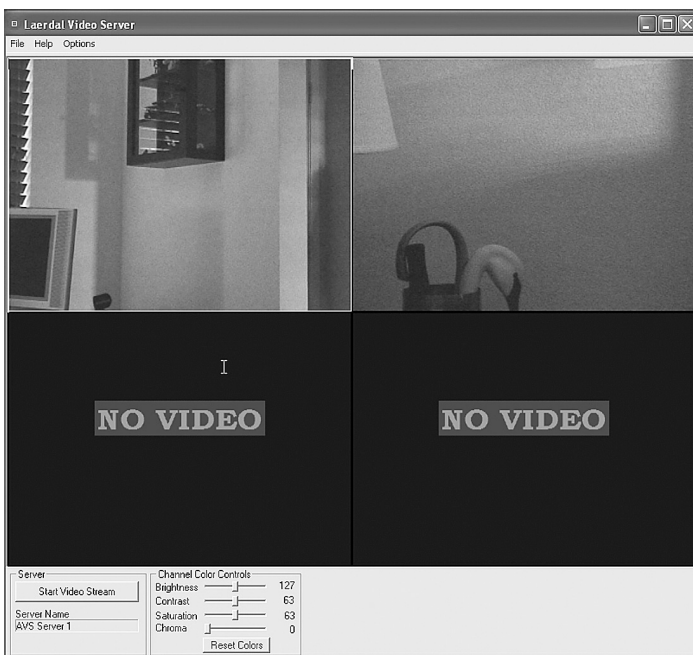 Laerdal Video Server
File Help Options
NO VIDEO
NO VIDEO
Server
Start Video Stream
Server Name
AVS Server 1
Channel Color Controls
Brightness 127
Contrast 63
Saturation 63
Chroma 0
Reset Colors